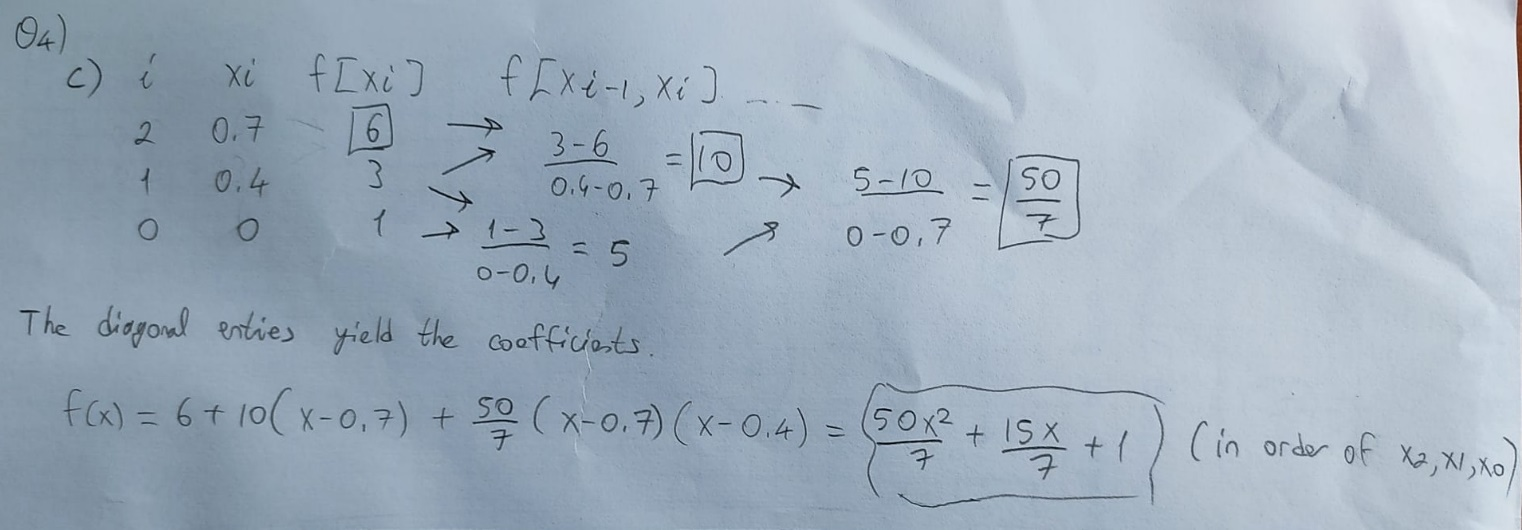 Q4)
c) i xi f[xi] f[xi-1, xi] ...
2 0.7 6 → 3-6/0.4-0.7 = 10 → 5-10/0-0.7 = 50/7
1 0.4 3
0 0 1 → 1-3/0-0.4 = 5
The diagonal enties yield the coefficients.
f(x) = 6 + 10(x-0.7) + 50/7 (x-0.7)(x-0.4) = 50x²/7 + 15x/7 + 1 (in order of x2, x1, x0)